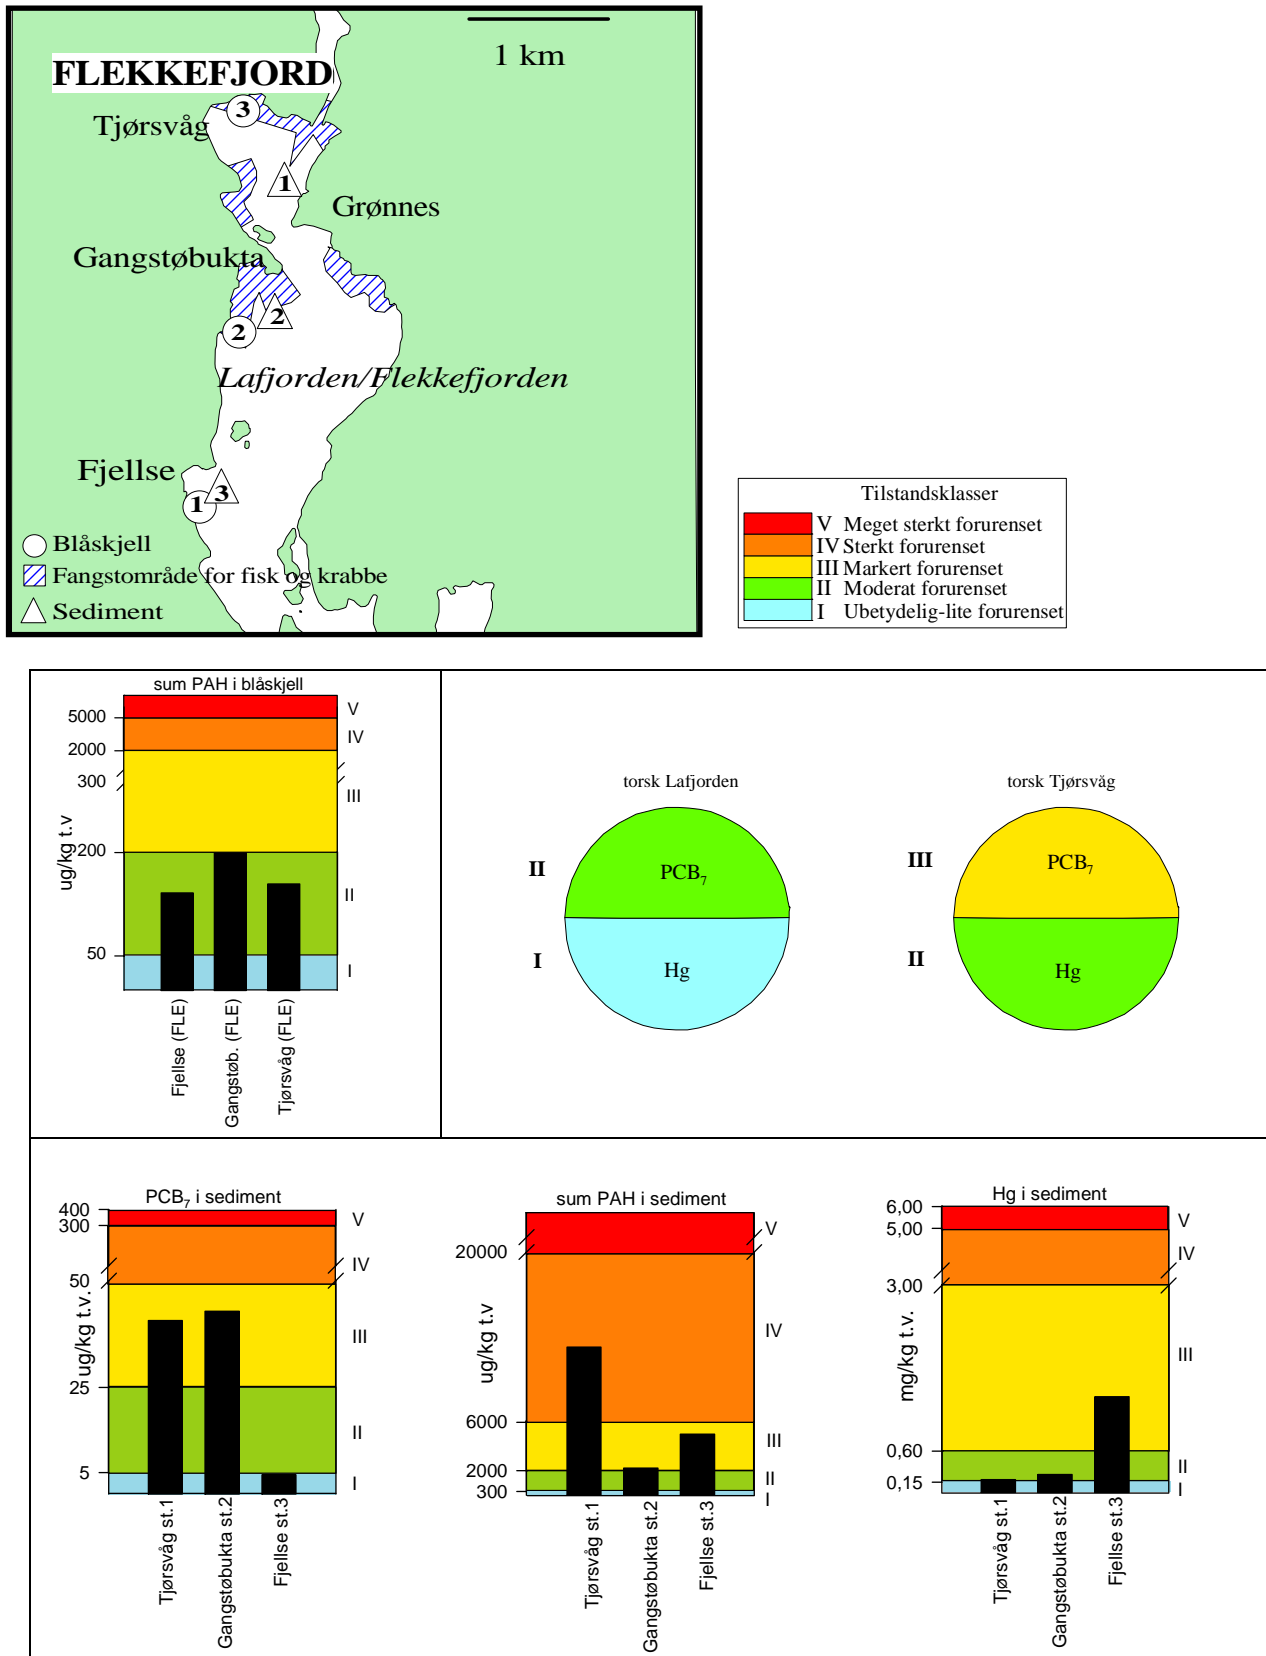 FLEKKEFJORD
1 km
3
Tjørsvåg
1
Grønnes
Gangstøbukta
2
2
Lafjorden/Flekkefjorden
Fjellse
1
3
Blåskjell
Fangstområde for fisk og krabbe
Sediment
Tilstandsklasser
V Meget sterkt forurenset
IV Sterkt forurenset
III Markert forurenset
II Moderat forurenset
I Ubetydelig-lite forurenset
sum PAH i blåskjell
5000
2000
300
200
50
ug/kg t.v
V
IV
III
II
I
Fjellse (FLE)
Gangstøb. (FLE)
Tjørsvåg (FLE)
torsk Lafjorden
II
PCB₇
I
Hg
torsk Tjørsvåg
III
PCB₇
II
Hg
PCB₇ i sediment
400
300
50
25
5
ug/kg t.v.
V
IV
III
II
I
Tjørsvåg st.1
Gangstøbukta st.2
Fjellse st.3
sum PAH i sediment
20000
6000
2000
300
ug/kg t.v
V
IV
III
II
I
Tjørsvåg st.1
Gangstøbukta st.2
Fjellse st.3
Hg i sediment
6,00
5,00
3,00
0,60
0,15
mg/kg t.v.
V
IV
III
II
I
Tjørsvåg st.1
Gangstøbukta st.2
Fjellse st.3